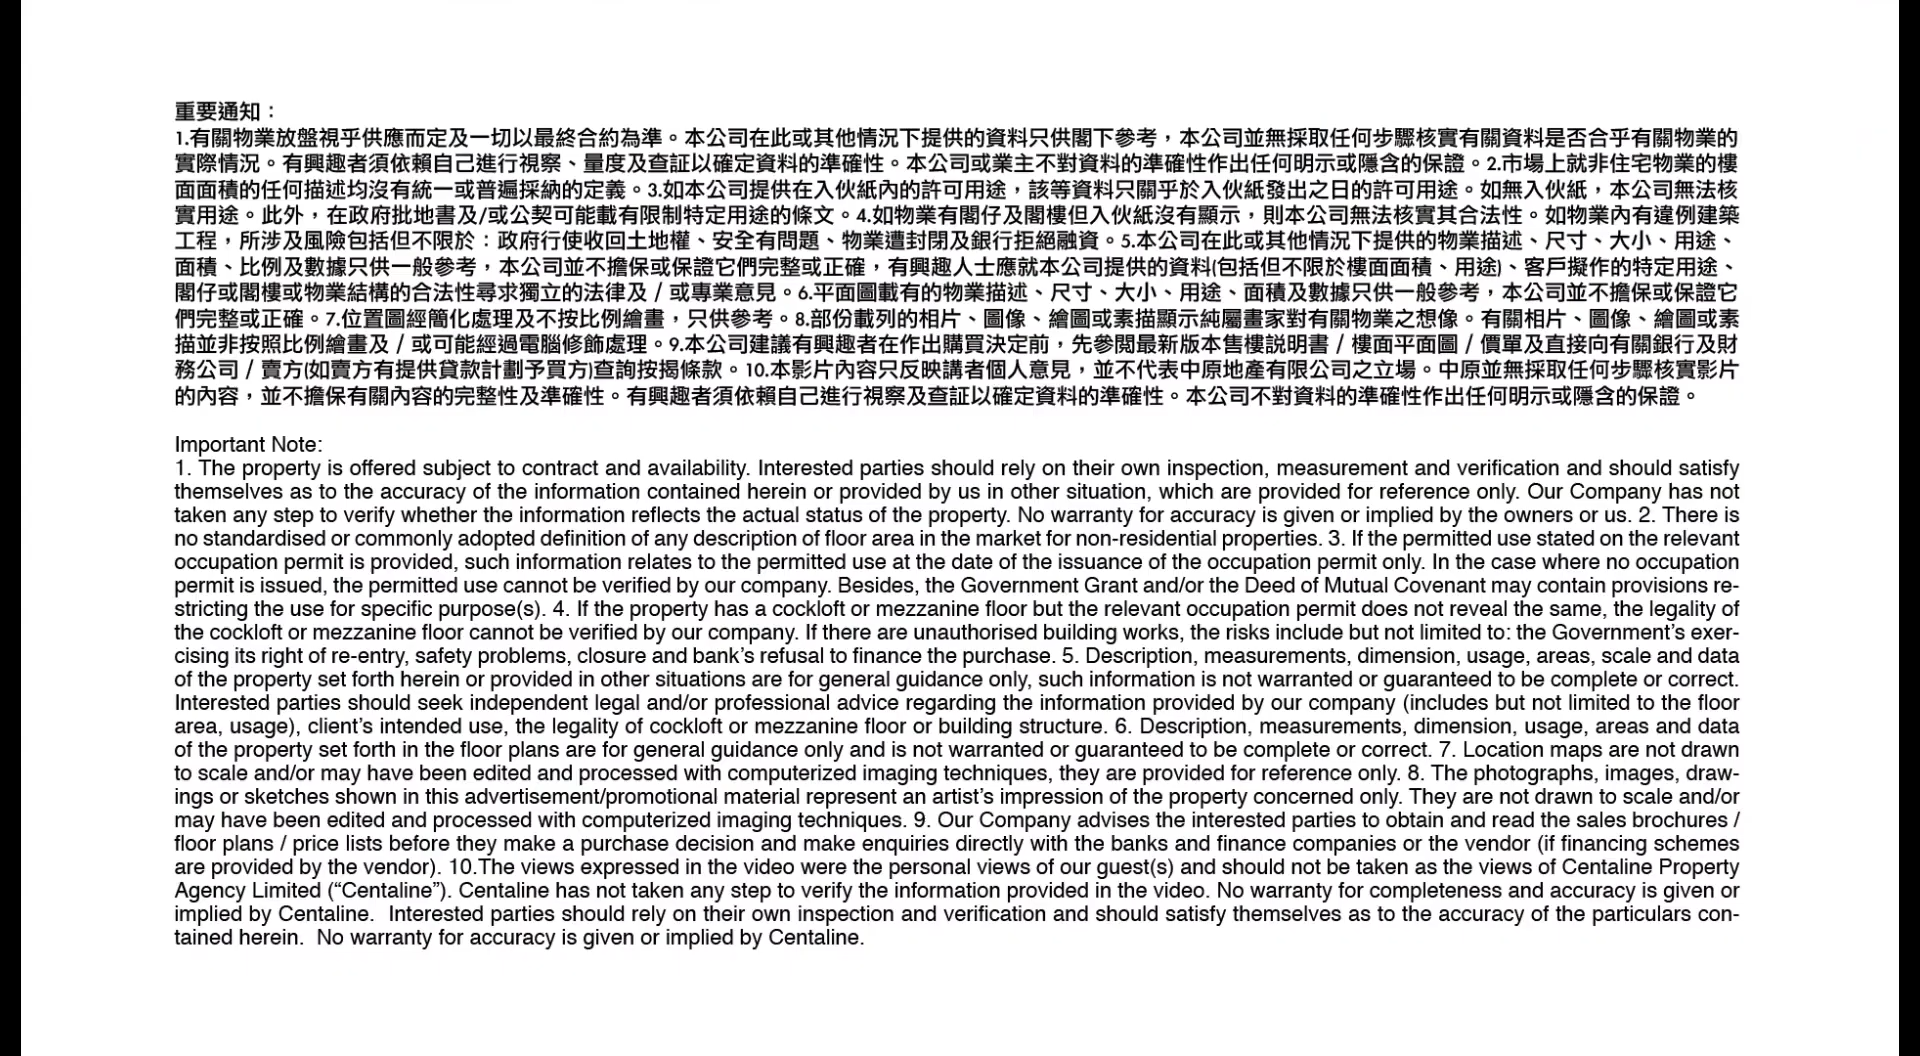 重要通知：
1.有關物業放盤視乎供應而定及一切以最終合約為準。本公司在此或其他情況下提供的資料只供閣下參考，本公司並無採取任何步驟核實有關資料是否合乎有關物業的
實際情況。有興趣者須依賴自己進行視察、量度及查証以確定資料的準確性。本公司或業主不對資料的準確性作出任何明示或隱含的保證。2.市場上就非住宅物業的樓
面面積的任何描述均沒有統一或普遍採納的定義。3.如本公司提供在入伙紙內的許可用途，該等資料只關乎於入伙紙發出之日的許可用途。如無入伙紙，本公司無法核
實用途。此外，在政府批地書及/或公契可能載有限制特定用途的條文。4.如物業有閣仔及閣樓但入伙紙沒有顯示，則本公司無法核實其合法性。如物業內有違例建築
工程，所涉及風險包括但不限於：政府行使收回土地權、安全有問題、物業遭封閉及銀行拒絕融資。5.本公司在此或其他情況下提供的物業描述、尺寸、大小、用途、
面積、比例及數據只供一般參考，本公司並不擔保或保證它們完整或正確，有興趣人士應就本公司提供的資料(包括但不限於樓面面積、用途)、客戶擬作的特定用途、
閣仔或閣樓或物業結構的合法性尋求獨立的法律及 / 或專業意見。6.平面圖載有的物業描述、尺寸、大小、用途、面積及數據只供一般參考，本公司並不擔保或保證它
們完整或正確。7.位置圖經簡化處理及不按比例繪畫，只供參考。8.部份載列的相片、圖像、繪圖或素描顯示純屬畫家對有關物業之想像。有關相片、圖像、繪圖或素
描並非按照比例繪畫及 / 或可能經過電腦修飾處理。9.本公司建議有興趣者在作出購買決定前，先參閱最新版本售樓説明書 / 樓面平面圖 / 價單及直接向有關銀行及財
務公司 / 賣方(如賣方有提供貸款計劃予買方)查詢按揭條款。10.本影片內容只反映講者個人意見，並不代表中原地產有限公司之立場。中原並無採取任何步驟核實影片
的內容，並不擔保有關內容的完整性及準確性。有興趣者須依賴自己進行視察及查証以確定資料的準確性。本公司不對資料的準確性作出任何明示或隱含的保證。
Important Note:
1. The property is offered subject to contract and availability. Interested parties should rely on their own inspection, measurement and verification and should satisfy
themselves as to the accuracy of the information contained herein or provided by us in other situation, which are provided for reference only. Our Company has not
taken any step to verify whether the information reflects the actual status of the property. No warranty for accuracy is given or implied by the owners or us. 2. There is
no standardised or commonly adopted definition of any description of floor area in the market for non-residential properties. 3. If the permitted use stated on the relevant
occupation permit is provided, such information relates to the permitted use at the date of the issuance of the occupation permit only. In the case where no occupation
permit is issued, the permitted use cannot be verified by our company. Besides, the Government Grant and/or the Deed of Mutual Covenant may contain provisions re-
stricting the use for specific purpose(s). 4. If the property has a cockloft or mezzanine floor but the relevant occupation permit does not reveal the same, the legality of
the cockloft or mezzanine floor cannot be verified by our company. If there are unauthorised building works, the risks include but not limited to: the Government’s exer-
cising its right of re-entry, safety problems, closure and bank’s refusal to finance the purchase. 5. Description, measurements, dimension, usage, areas, scale and data
of the property set forth herein or provided in other situations are for general guidance only, such information is not warranted or guaranteed to be complete or correct.
Interested parties should seek independent legal and/or professional advice regarding the information provided by our company (includes but not limited to the floor
area, usage), client’s intended use, the legality of cockloft or mezzanine floor or building structure. 6. Description, measurements, dimension, usage, areas and data
of the property set forth in the floor plans are for general guidance only and is not warranted or guaranteed to be complete or correct. 7. Location maps are not drawn
to scale and/or may have been edited and processed with computerized imaging techniques, they are provided for reference only. 8. The photographs, images, draw-
ings or sketches shown in this advertisement/promotional material represent an artist’s impression of the property concerned only. They are not drawn to scale and/or
may have been edited and processed with computerized imaging techniques. 9. Our Company advises the interested parties to obtain and read the sales brochures /
floor plans / price lists before they make a purchase decision and make enquiries directly with the banks and finance companies or the vendor (if financing schemes
are provided by the vendor). 10.The views expressed in the video were the personal views of our guest(s) and should not be taken as the views of Centaline Property
Agency Limited (“Centaline”). Centaline has not taken any step to verify the information provided in the video. No warranty for completeness and accuracy is given or
implied by Centaline.  Interested parties should rely on their own inspection and verification and should satisfy themselves as to the accuracy of the particulars con-
tained herein.  No warranty for accuracy is given or implied by Centaline.